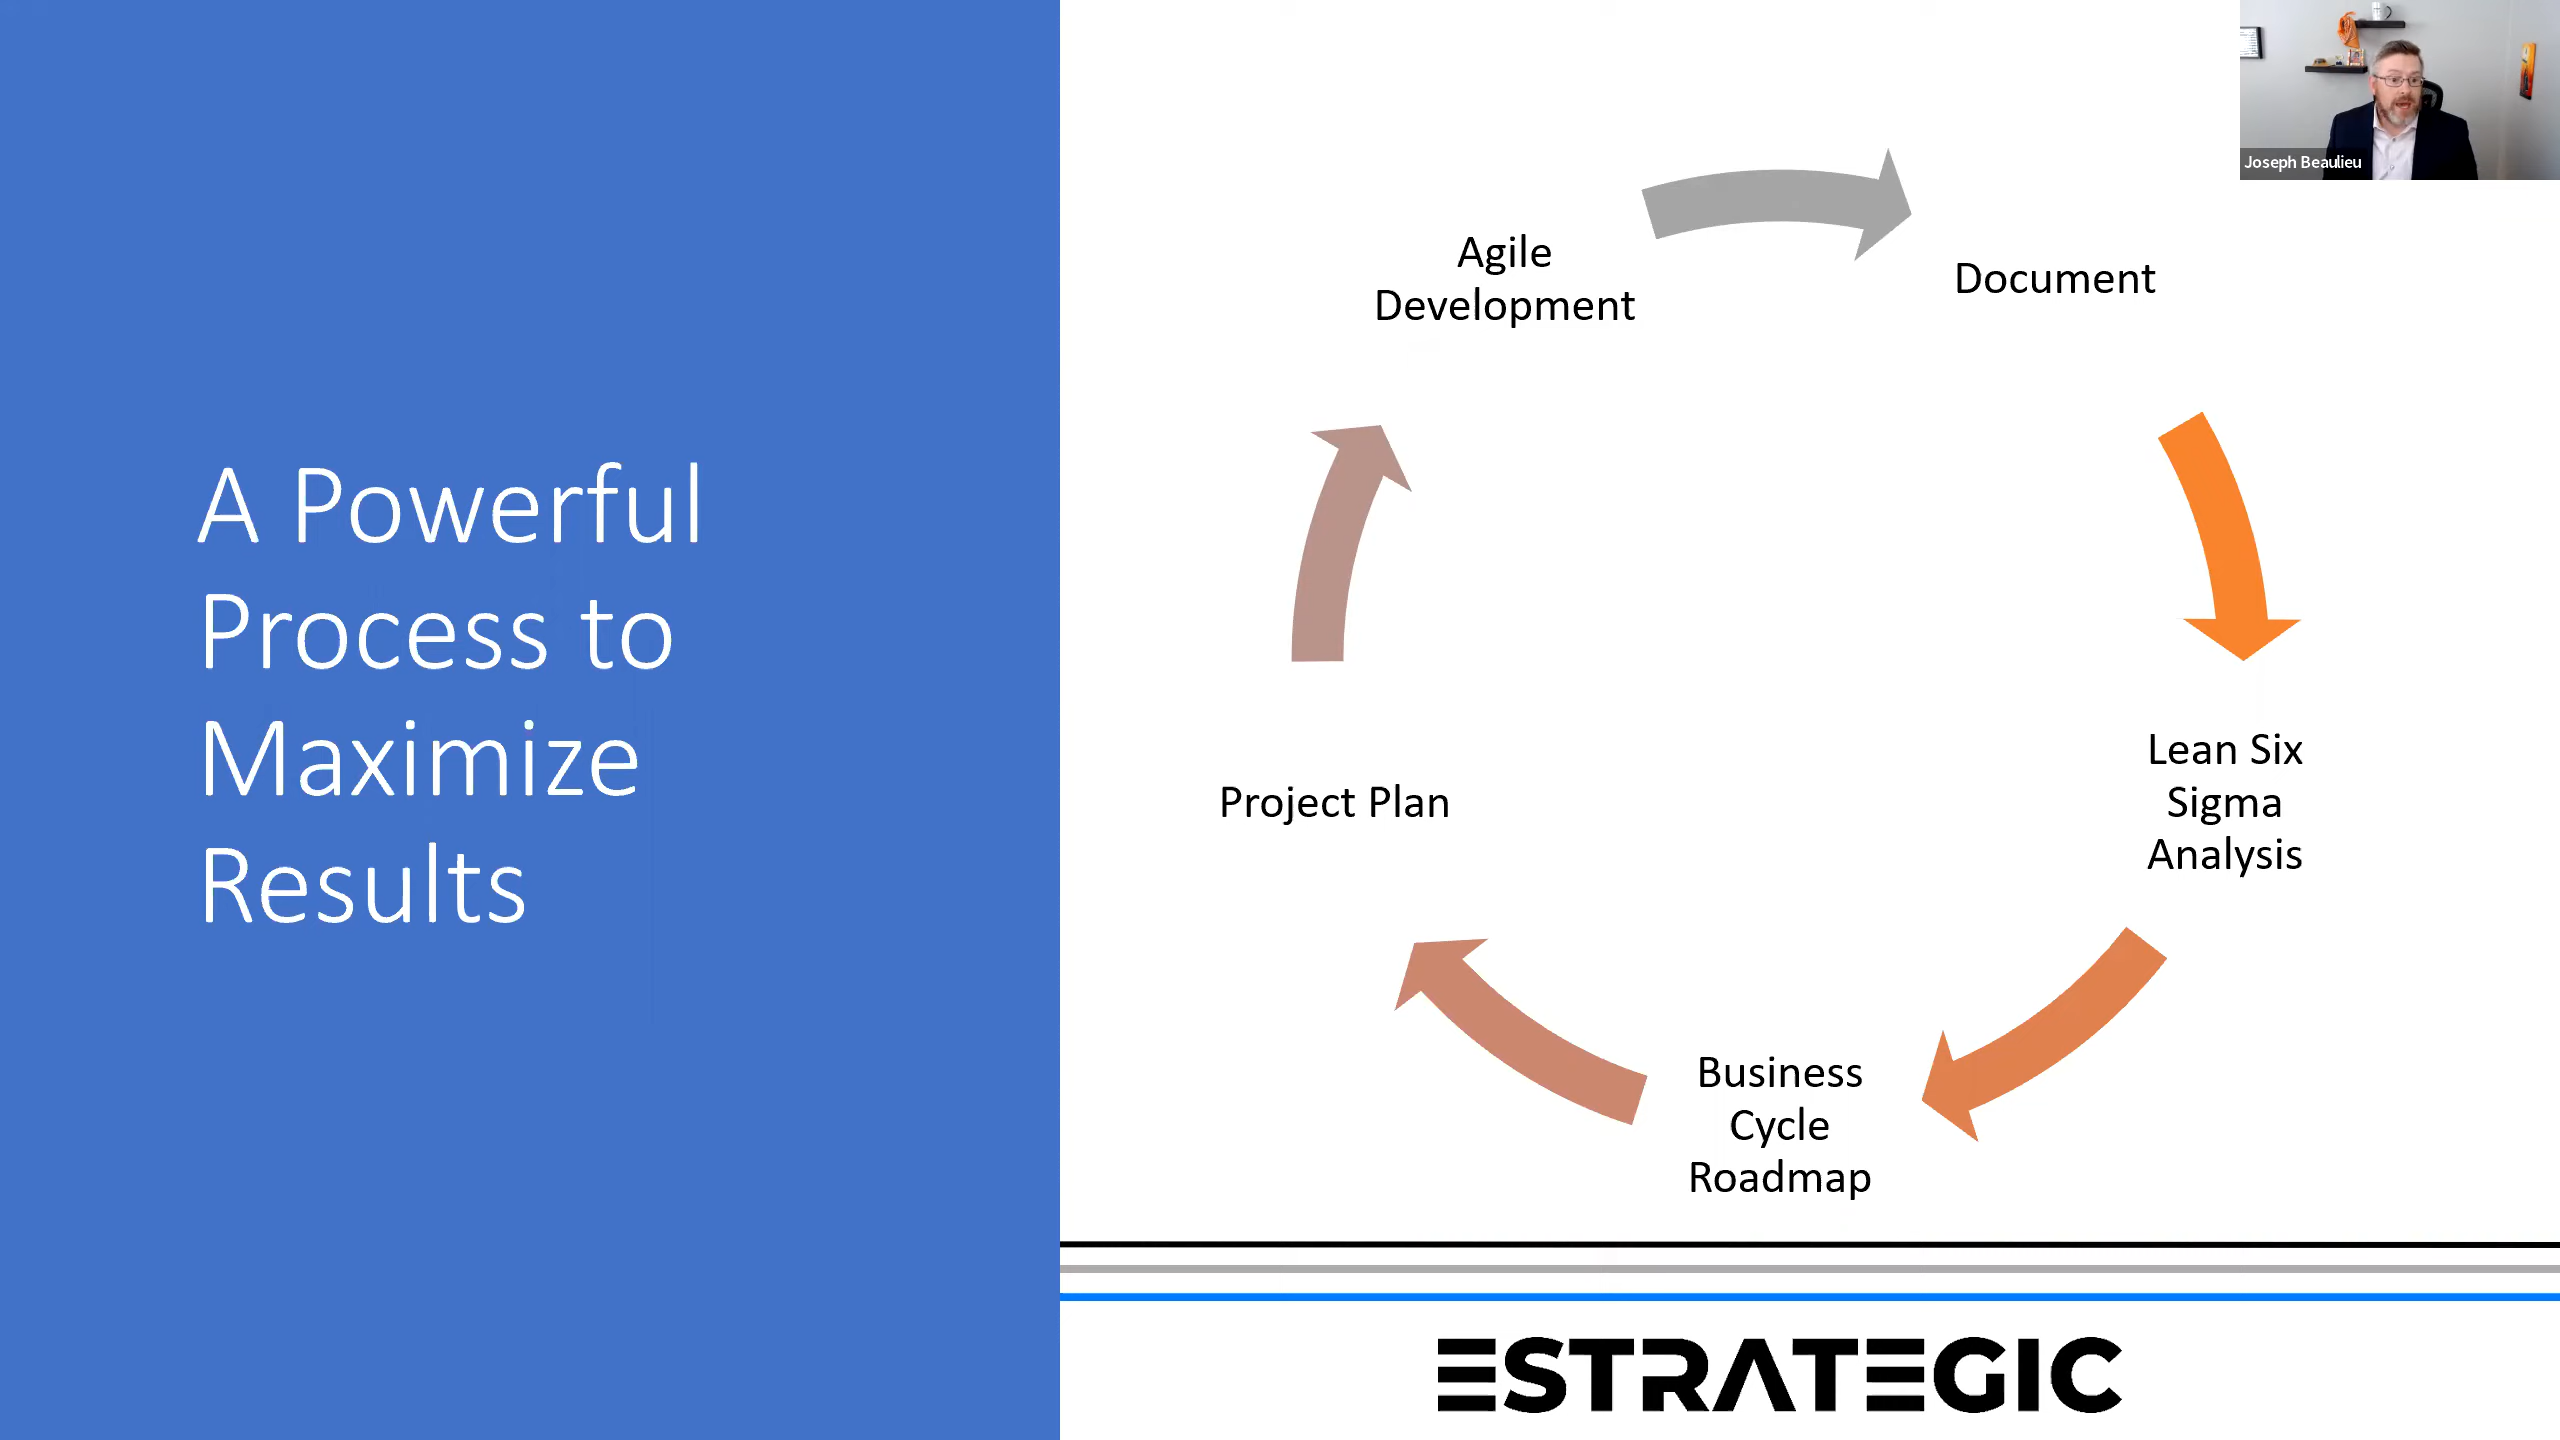 A Powerful
Process to
Maximize
Results
Agile
Development
Document
Lean Six
Sigma
Analysis
Business
Cycle
Roadmap
Project Plan
ESTRATEGIC
Joseph Beaulieu